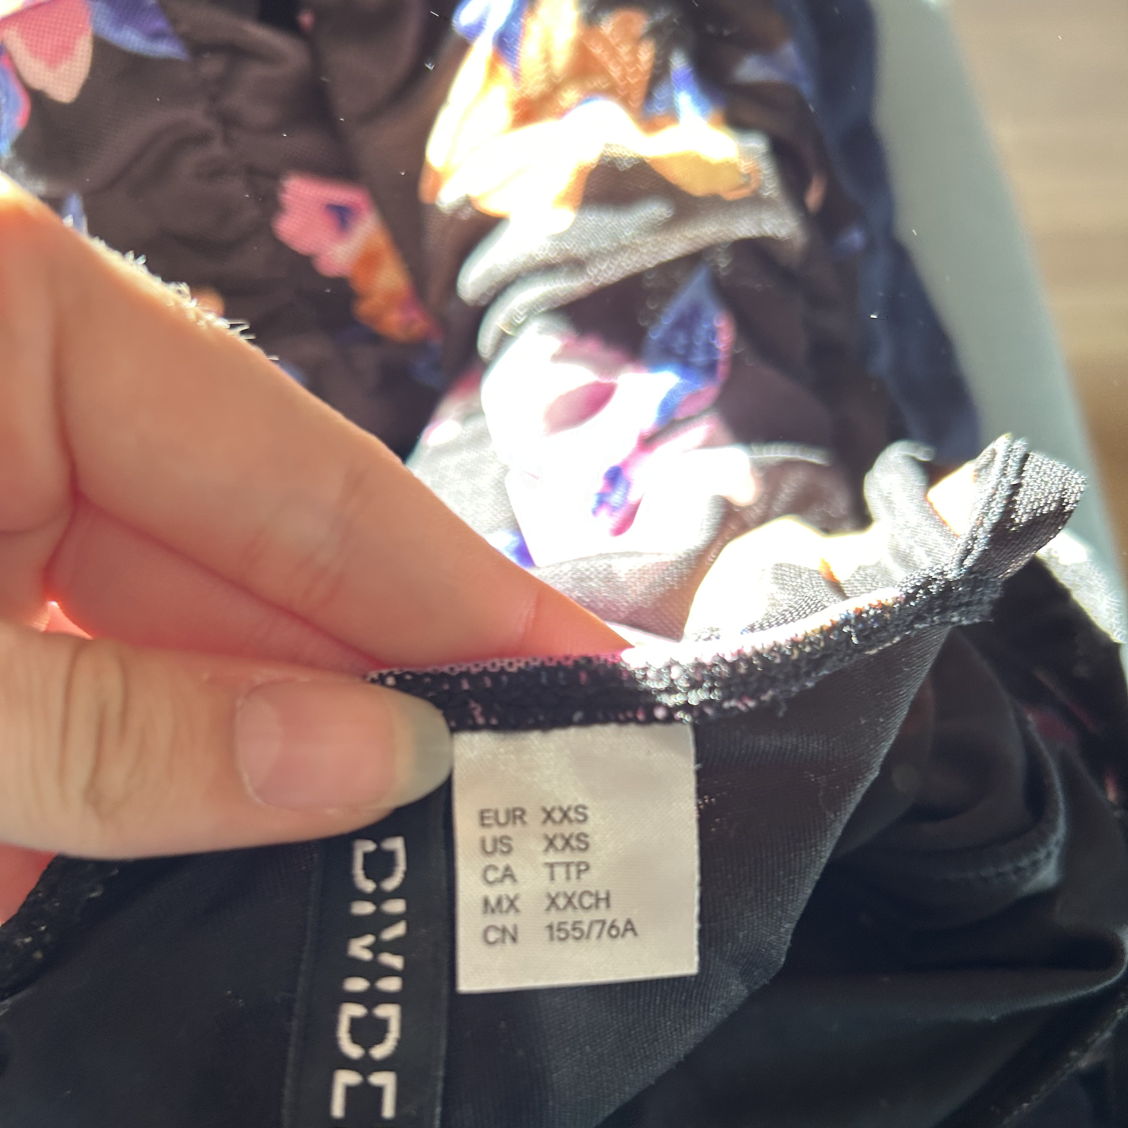 EUR XXS
US XXS
CA TTP
MX XXCH
CN 155/76A
DIVIDE